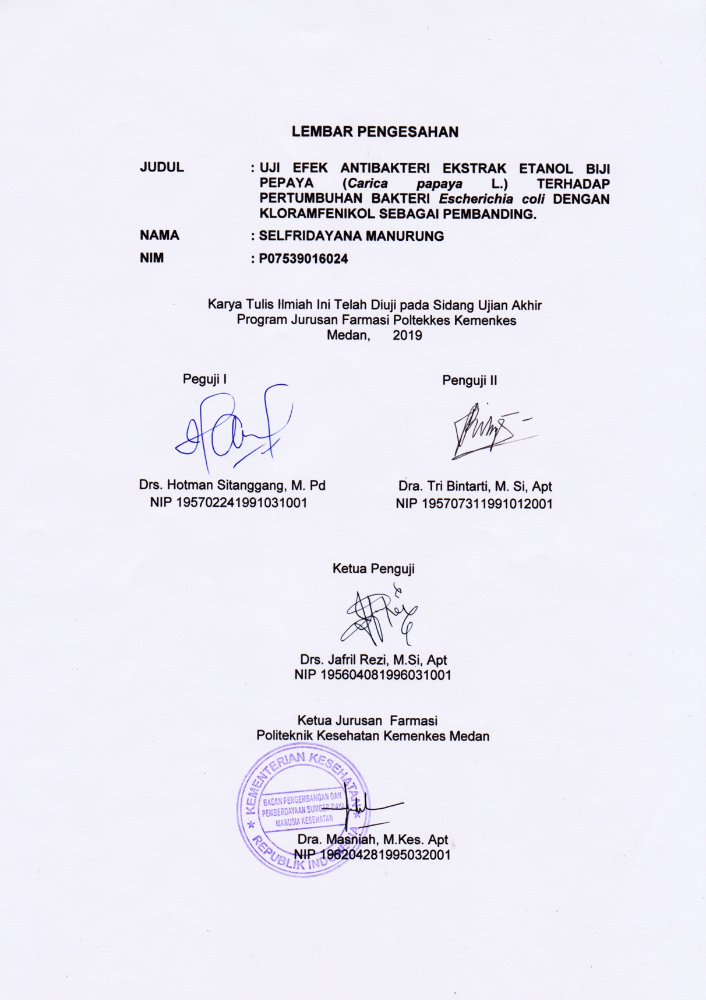 LEMBAR PENGESAHAN
JUDUL : UJI EFEK ANTIBAKTERI EKSTRAK ETANOL BIJI
PEPAYA (Carica papaya L.) TERHADAP
PERTUMBUHAN BAKTERI Escherichia coli DENGAN
KLORAMFENIKOL SEBAGAI PEMBANDING.
NAMA : SELFRIDAYANA MANURUNG
NIM : P07539016024
Karya Tulis Ilmiah Ini Telah Diuji pada Sidang Ujian Akhir
Program Jurusan Farmasi Poltekkes Kemenkes
Medan, 2019
Peguji I
Penguji II
Drs. Hotman Sitanggang, M. Pd
NIP 195702241991031001
Dra. Tri Bintarti, M. Si, Apt
NIP 195707311991012001
Ketua Penguji
Drs. Jafril Rezi, M.Si, Apt
NIP 195604081996031001
Ketua Jurusan Farmasi
Politeknik Kesehatan Kemenkes Medan
KEMENTERIAN KESEHATAN
BADAN PENGEMBANGAN DAN
PEMBERDAYAAN SUMBER DAYA
MANUSIA KESEHATAN
REPUBLIK INDONESIA
Dra. Masniah, M.Kes. Apt
NIP 196204281995032001